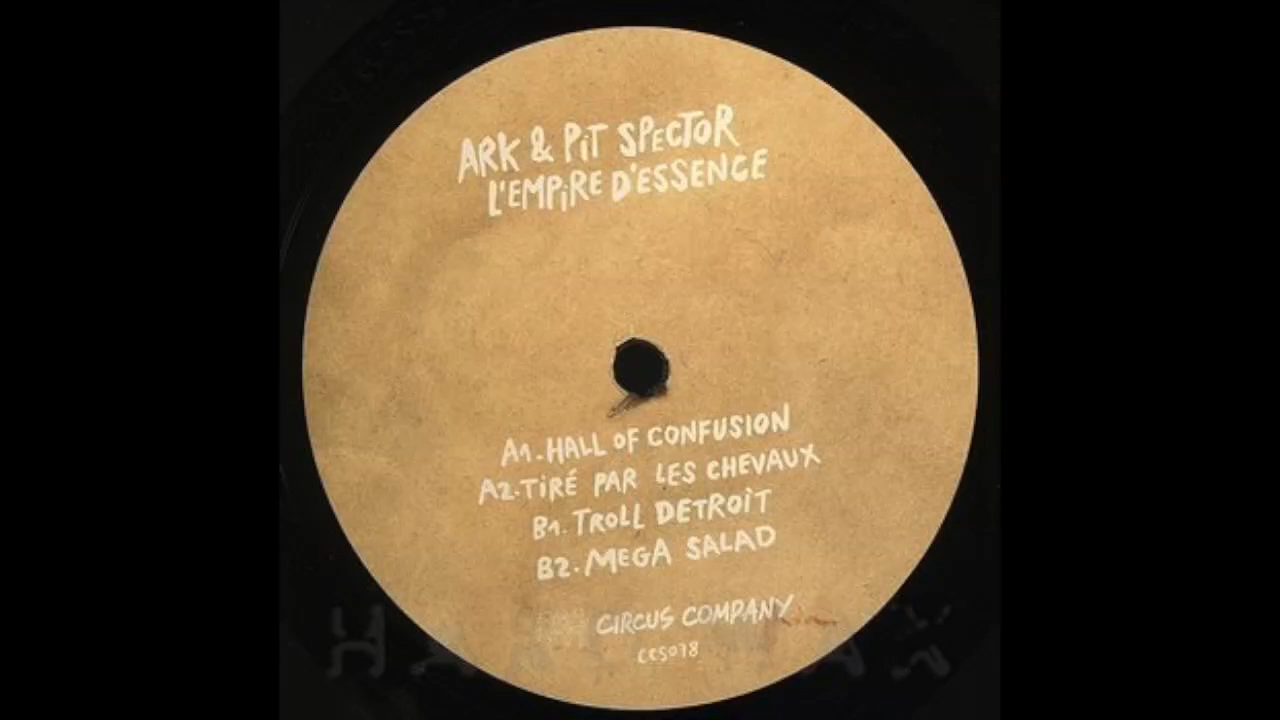 ARK & PiT SPECTOR
L'EMPiRE D'ESSENCE
A1.HALL OF CONFUSION
A2.TiRÉ PAR LES CHEVAUX
B1.TROLL DETROiT
B2.MEGA SALAD
CIRCUS COMPANY
CCS078